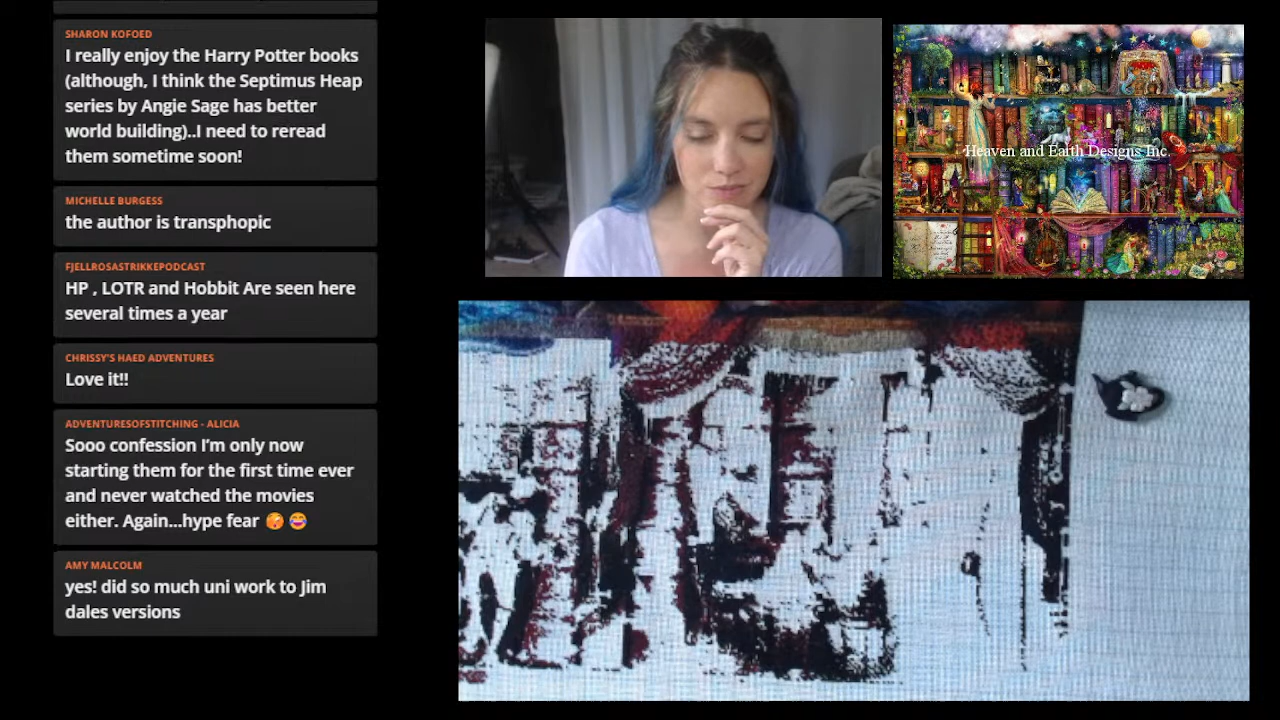 SHARON KOFOED
I really enjoy the Harry Potter books
(although, I think the Septimus Heap
series by Angie Sage has better
world building)..I need to reread
them sometime soon!
MICHELLE BURGESS
the author is transphopic
FJELLROSASTRIKKEPODCAST
HP , LOTR and Hobbit Are seen here
several times a year
CHRISSY'S HAED ADVENTURES
Love it!!
ADVENTURESOFSTITCHING - ALICIA
Sooo confession I'm only now
starting them for the first time ever
and never watched the movies
either. Again...hype fear 🫣 😂
AMY MALCOLM
yes! did so much uni work to Jim
dales versions
Heaven and Earth Designs Inc.